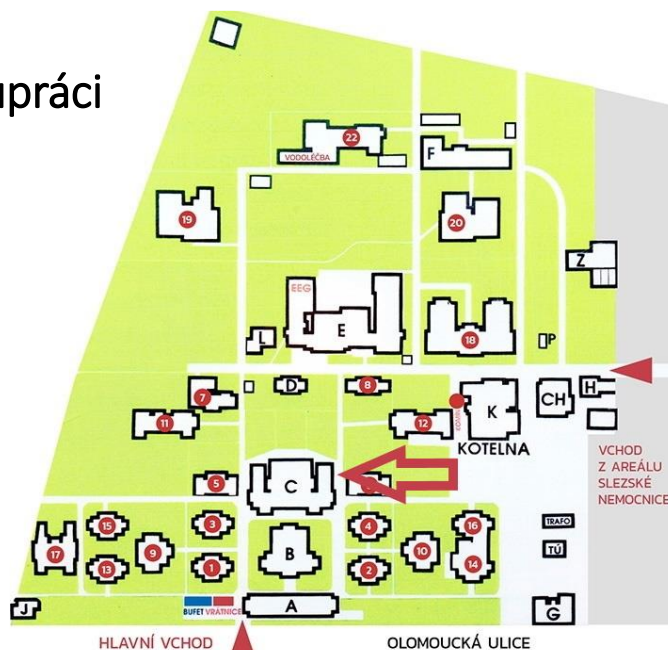 upráci
22
VODOLÉČBA
F
19
20
Z
EEG
E
L
18
P
7
D
8
H
CH
K
11
12
KOMÍN
KOTELNA
5
C
VCHOD
Z AREÁLU
SLEZSKÉ
NEMOCNICE
15
3
4
16
17
9
B
10
TRAFO
TÚ
13
1
2
14
J
BUFET VRÁTNICE
A
G
HLAVNÍ VCHOD
OLOMOUCKÁ ULICE